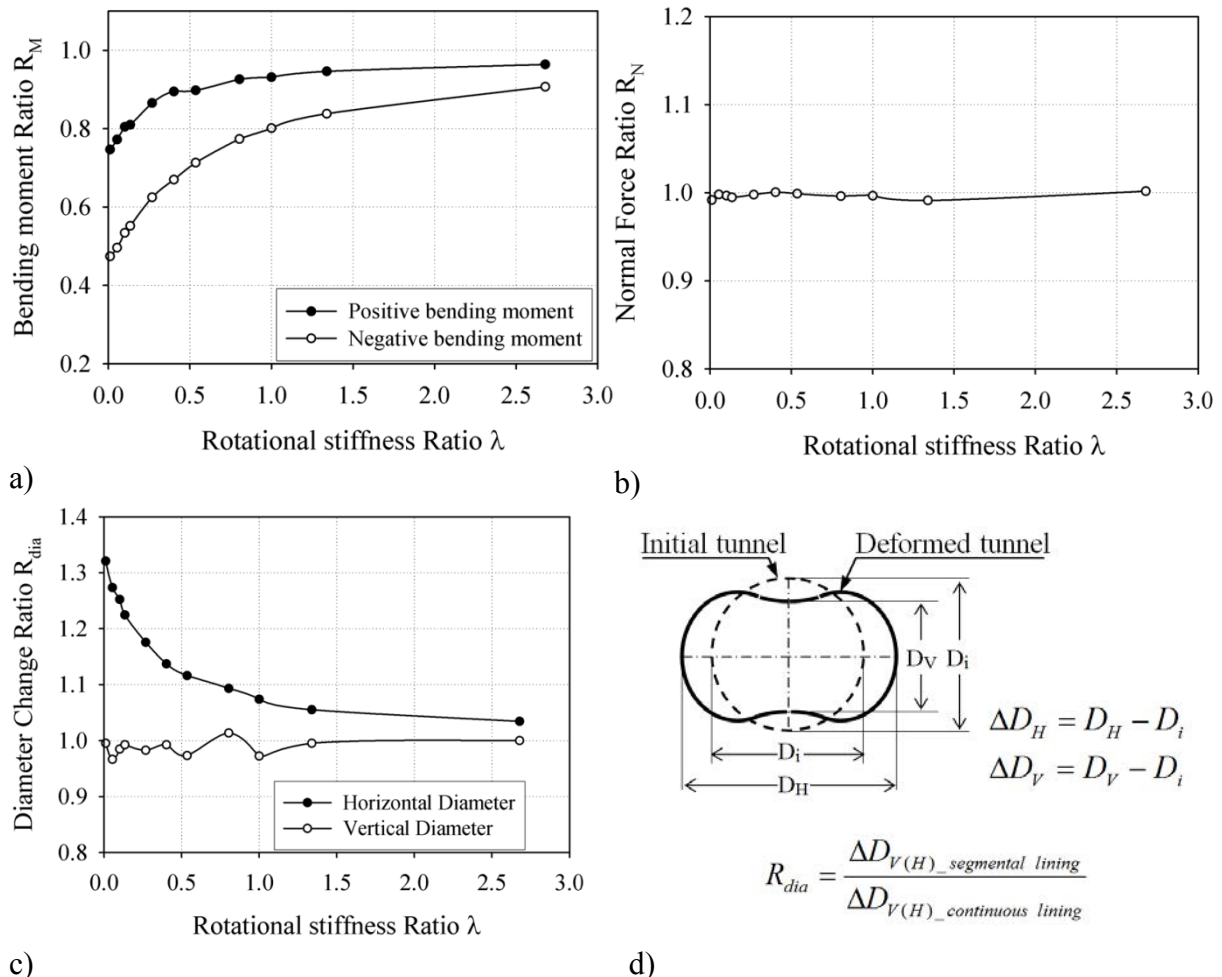 Bending moment Ratio R_M
1.0
0.8
0.6
0.4
0.2
Positive bending moment
Negative bending moment
0.0 0.5 1.0 1.5 2.0 2.5 3.0
Rotational stiffness Ratio λ
a)
Normal Force Ratio R_N
1.2
1.1
1.0
0.9
0.8
0.0 0.5 1.0 1.5 2.0 2.5 3.0
Rotational stiffness Ratio λ
b)
Diameter Change Ratio R_dia
1.4
1.3
1.2
1.1
1.0
0.9
0.8
Horizontal Diameter
Vertical Diameter
0.0 0.5 1.0 1.5 2.0 2.5 3.0
Rotational stiffness Ratio λ
c)
Initial tunnel Deformed tunnel
D_V D_i
D_i
D_H
ΔD_H = D_H − D_i
ΔD_V = D_V − D_i
R_dia = ΔD_V(H)_segmental lining / ΔD_V(H)_continuous lining
d)